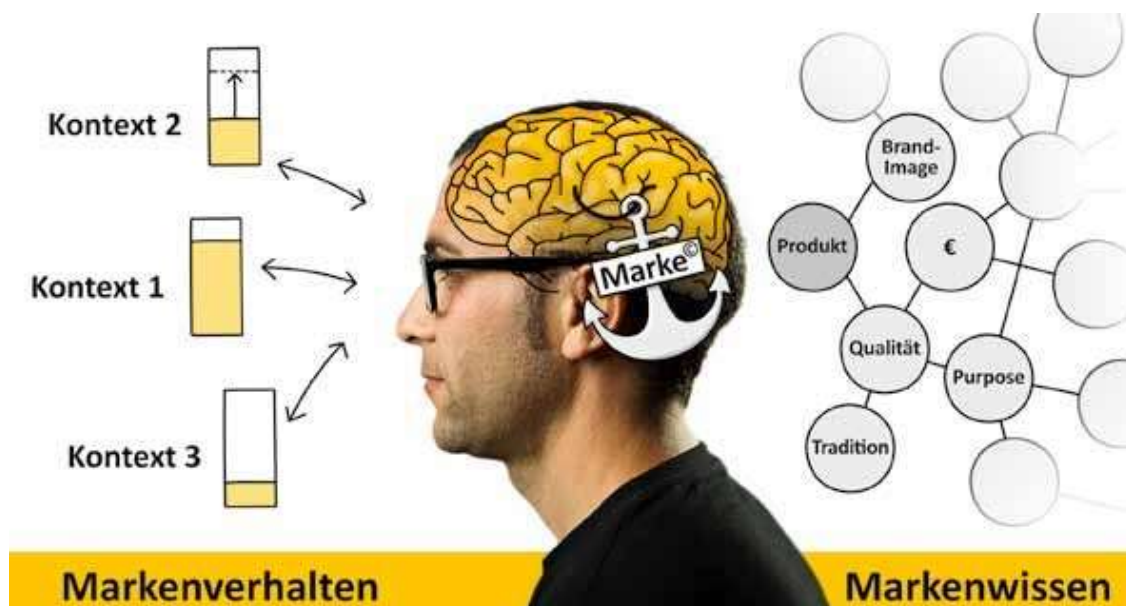 Kontext 2
Kontext 1
Kontext 3
Marke©
Brand-
Image
Produkt
€
Qualität
Purpose
Tradition
Markenverhalten
Markenwissen